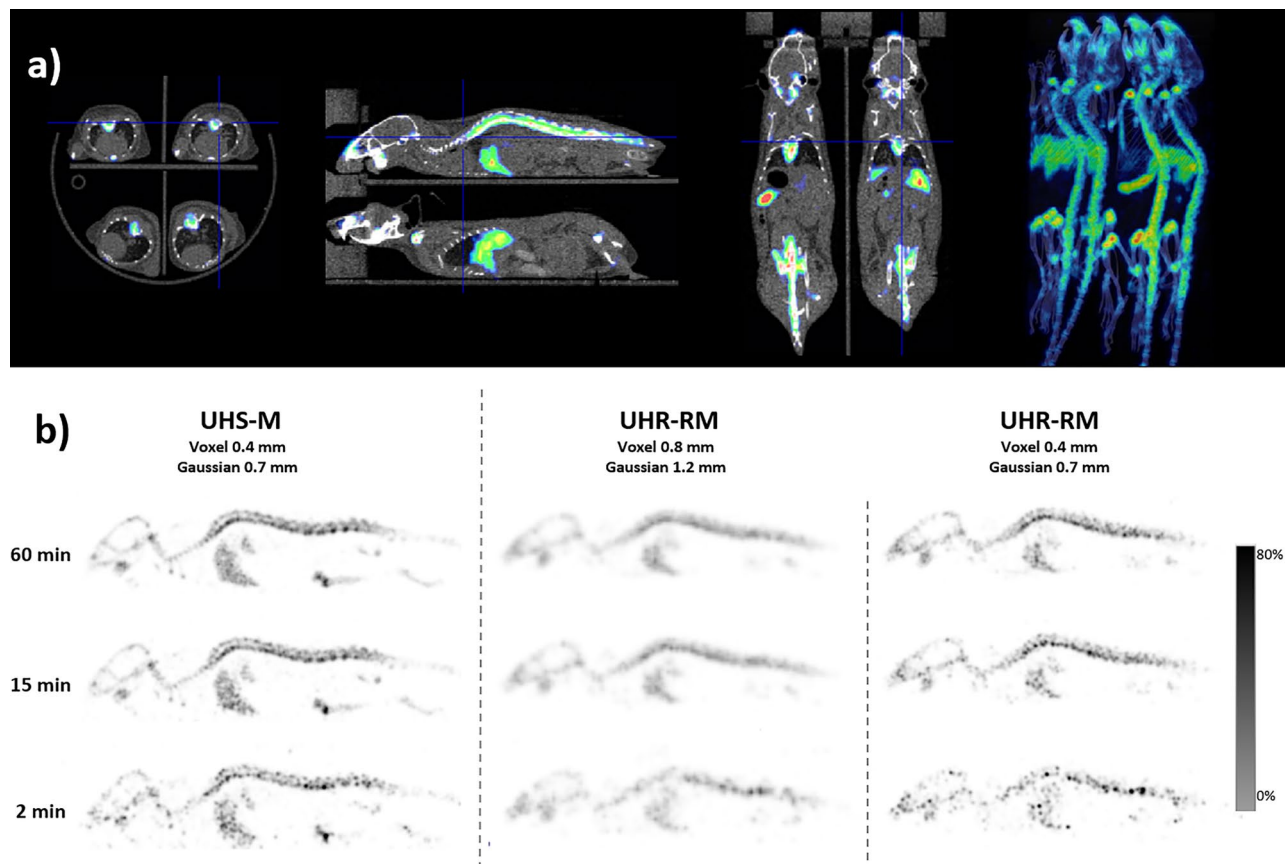 a)
b)
UHS-M
Voxel 0.4 mm
Gaussian 0.7 mm
UHR-RM
Voxel 0.8 mm
Gaussian 1.2 mm
UHR-RM
Voxel 0.4 mm
Gaussian 0.7 mm
60 min
15 min
2 min
80%
0%